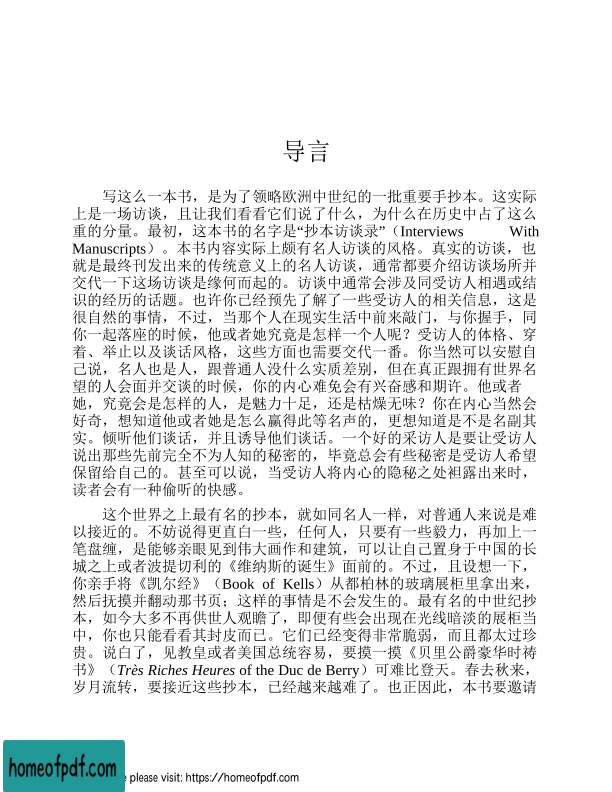 导言
写这么一本书，是为了领略欧洲中世纪的一批重要手抄本。这实际
上是一场访谈，且让我们看看它们说了什么，为什么在历史中占了这么
重的分量。最初，这本书的名字是“抄本访谈录”（Interviews With
Manuscripts）。本书内容实际上颇有名人访谈的风格。真实的访谈，也
就是最终刊发出来的传统意义上的名人访谈，通常都要介绍访谈场所并
交代一下这场访谈是缘何而起的。访谈中通常会涉及同受访人相遇或结
识的经历的话题。也许你已经预先了解了一些受访人的相关信息，这是
很自然的事情，不过，当那个人在现实生活中前来敲门，与你握手，同
你一起落座的时候，他或者她究竟是怎样一个人呢？受访人的体格、穿
着、举止以及谈话风格，这些方面也需要交代一番。你当然可以安慰自
己说，名人也是人，跟普通人没什么实质差别，但在真正跟拥有世界名
望的人会面并交谈的时候，你的内心难免会有兴奋感和期许。他或者
她，究竟会是怎样的人，是魅力十足，还是枯燥无味？你在内心当然会
好奇，想知道他或者她是怎么赢得此等名声的，更想知道是不是名副其
实。倾听他们谈话，并且诱导他们谈话。一个好的采访人是要让受访人
说出那些先前完全不为人知的秘密的，毕竟总会有些秘密是受访人希望
保留给自己的。甚至可以说，当受访人将内心的隐秘之处袒露出来时，
读者会有一种偷听的快感。
这个世界之上最有名的抄本，就如同名人一样，对普通人来说是难
以接近的。不妨说得更直白一些，任何人，只要有一些毅力，再加上一
笔盘缠，是能够亲眼见到伟大画作和建筑，可以让自己置身于中国的长
城之上或者波提切利的《维纳斯的诞生》面前的。不过，且设想一下，
你亲手将《凯尔经》（Book of Kells）从都柏林的玻璃展柜里拿出来，
然后抚摸并翻动那书页；这样的事情是不会发生的。最有名的中世纪抄
本，如今大多不再供世人观瞻了，即便有些会出现在光线暗淡的展柜当
中，你也只能看看其封皮而已。它们已经变得非常脆弱，而且都太过珍
贵。说白了，见教皇或者美国总统容易，要摸一摸《贝里公爵豪华时祷
书》（Très Riches Heures of the Duc de Berry）可难比登天。春去秋来，
岁月流转，要接近这些抄本，已经越来越难了。也正因此，本书要邀请
homeofpdf.com
please visit: https://homeofpdf.com